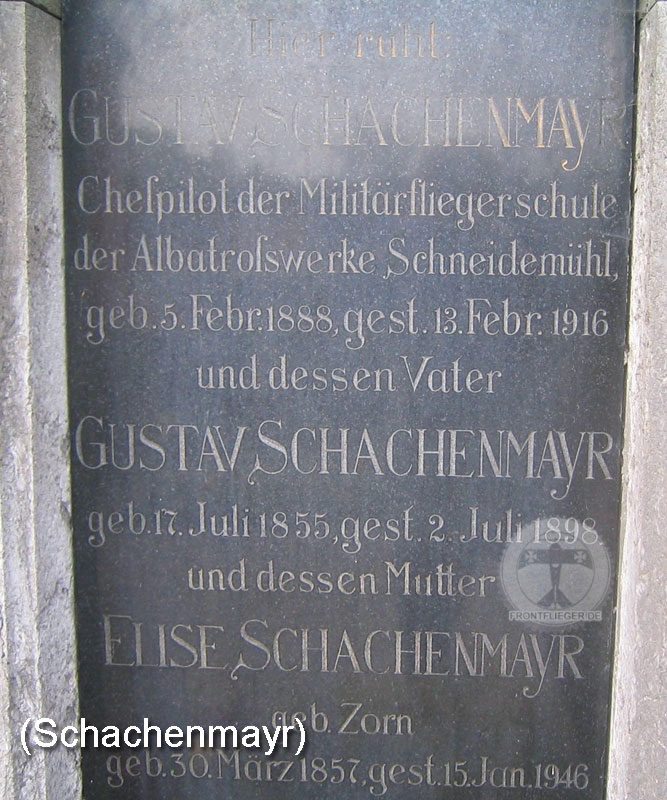 Hier ruht:
GUSTAV SCHACHENMAYR
Cheſpilot der Militärfliegerschule
der Albatroſswerke Schneidemühl,
geb. 5. Febr. 1888, gest. 13. Febr. 1916
und dessen Vater
GUSTAV SCHACHENMAYR
geb. 17. Juli 1855, gest. 2. Juli 1898.
und dessen Mutter
FRONTFLIEGER.DE
ELISE SCHACHENMAYR
geb. Zorn
(Schachenmayr)
geb. 30. März 1857, gest. 15. Jan. 1946